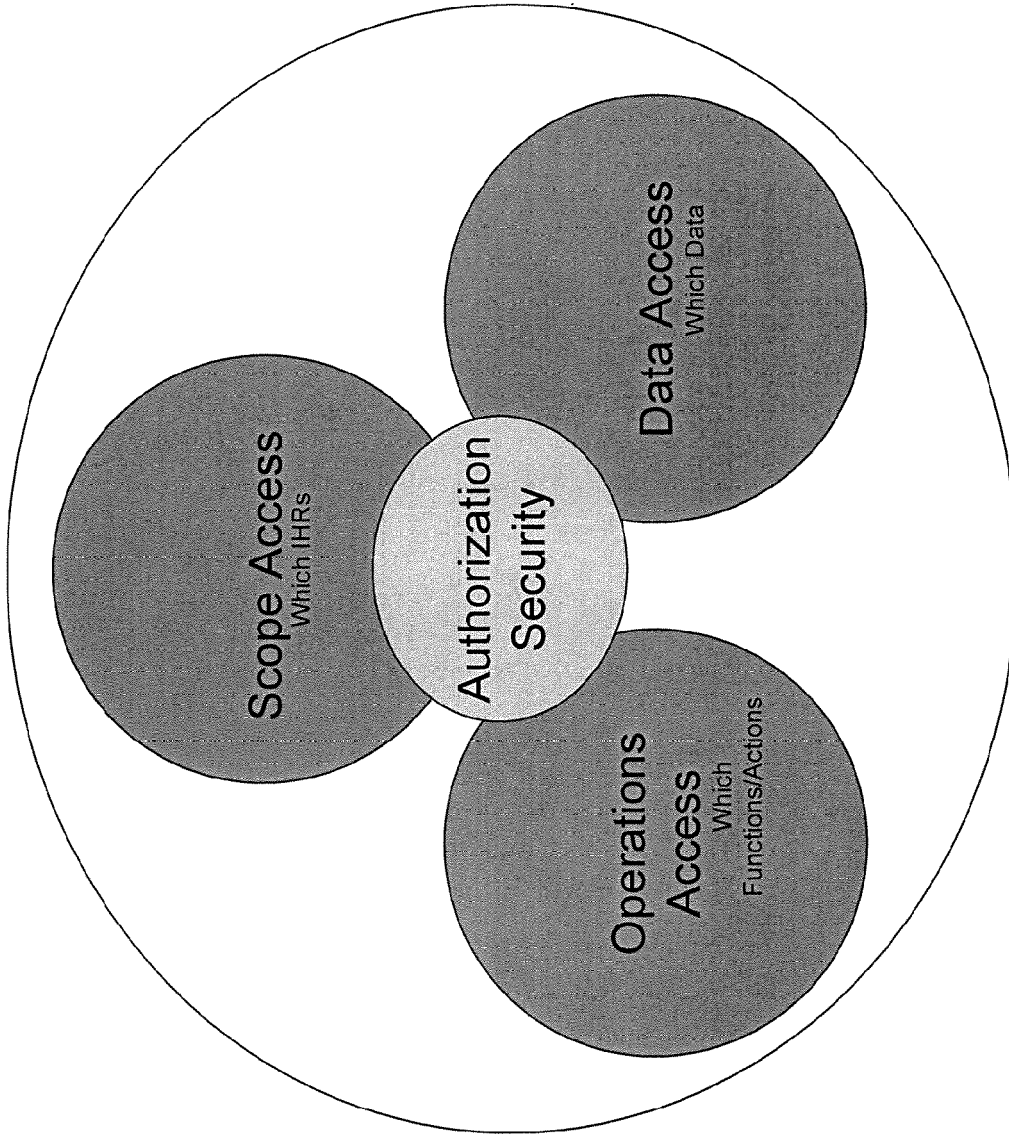 Scope Access
Which IHRs
Authorization
Security
Operations
Access
Which
Functions/Actions
Data Access
Which Data